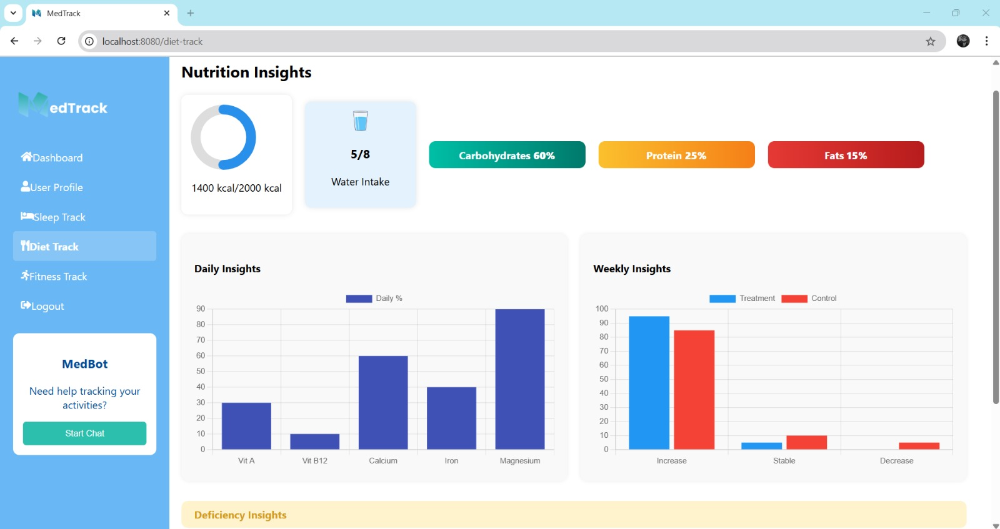 MedTrack
localhost:8080/diet-track
MedTrack
Dashboard
User Profile
Sleep Track
Diet Track
Fitness Track
Logout
MedBot
Need help tracking your
activities?
Start Chat
Nutrition Insights
1400 kcal/2000 kcal
5/8
Water Intake
Carbohydrates 60%
Protein 25%
Fats 15%
Daily Insights
Daily %
90
80
70
60
50
40
30
20
10
0
Vit A Vit B12 Calcium Iron Magnesium
Weekly Insights
Treatment Control
100
90
80
70
60
50
40
30
20
10
0
Increase Stable Decrease
Deficiency Insights